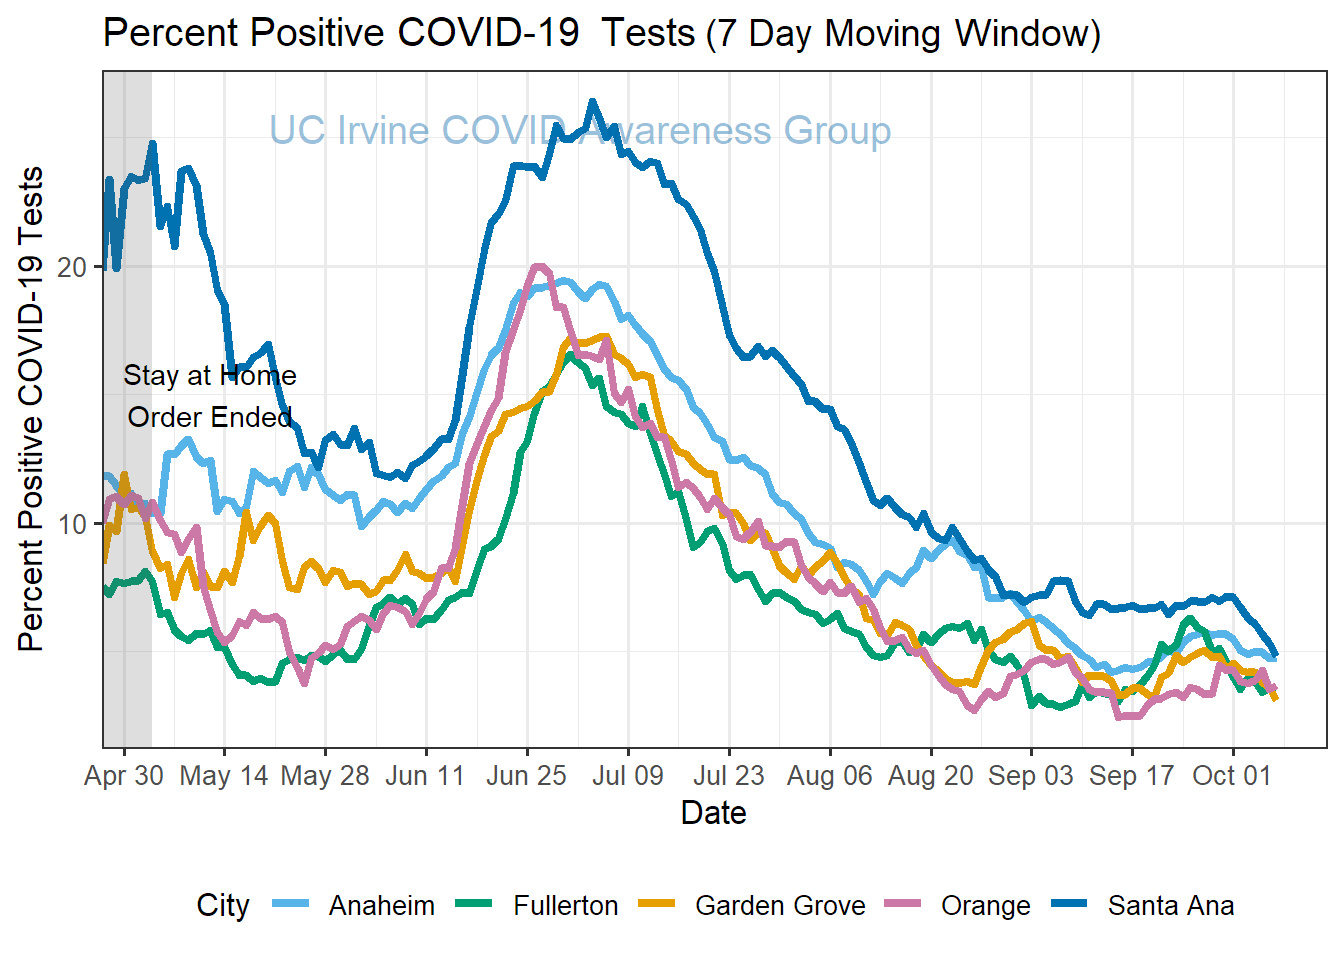 Percent Positive COVID-19  Tests (7 Day Moving Window)
UC Irvine COVID Awareness Group
Percent Positive COVID-19 Tests
20
10
Stay at Home
Order Ended
Apr 30 May 14 May 28 Jun 11 Jun 25 Jul 09 Jul 23 Aug 06 Aug 20 Sep 03 Sep 17 Oct 01
Date
City Anaheim Fullerton Garden Grove Orange Santa Ana